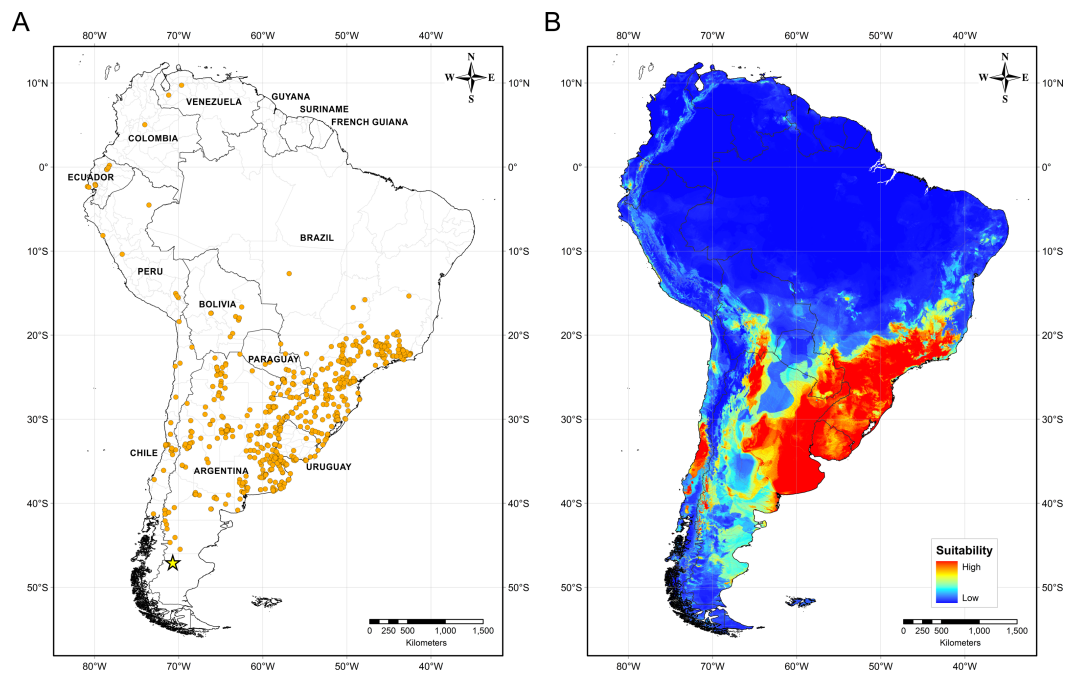 A
80°W 70°W 60°W 50°W 40°W
N
W E
S
10°N 10°N
GUYANA
VENEZUELA
SURINAME
FRENCH GUIANA
COLOMBIA
0° 0°
ECUADOR
BRAZIL
10°S 10°S
PERU
BOLIVIA
20°S 20°S
PARAGUAY
30°S 30°S
CHILE
URUGUAY
ARGENTINA
40°S 40°S
50°S 50°S
0 250 500 1,000 1,500
Kilometers
80°W 70°W 60°W 50°W 40°W
B
80°W 70°W 60°W 50°W 40°W
N
W E
S
10°N 10°N
0° 0°
10°S 10°S
20°S 20°S
30°S 30°S
40°S 40°S
Suitability
High
Low
50°S 50°S
0 250 500 1,000 1,500
Kilometers
80°W 70°W 60°W 50°W 40°W